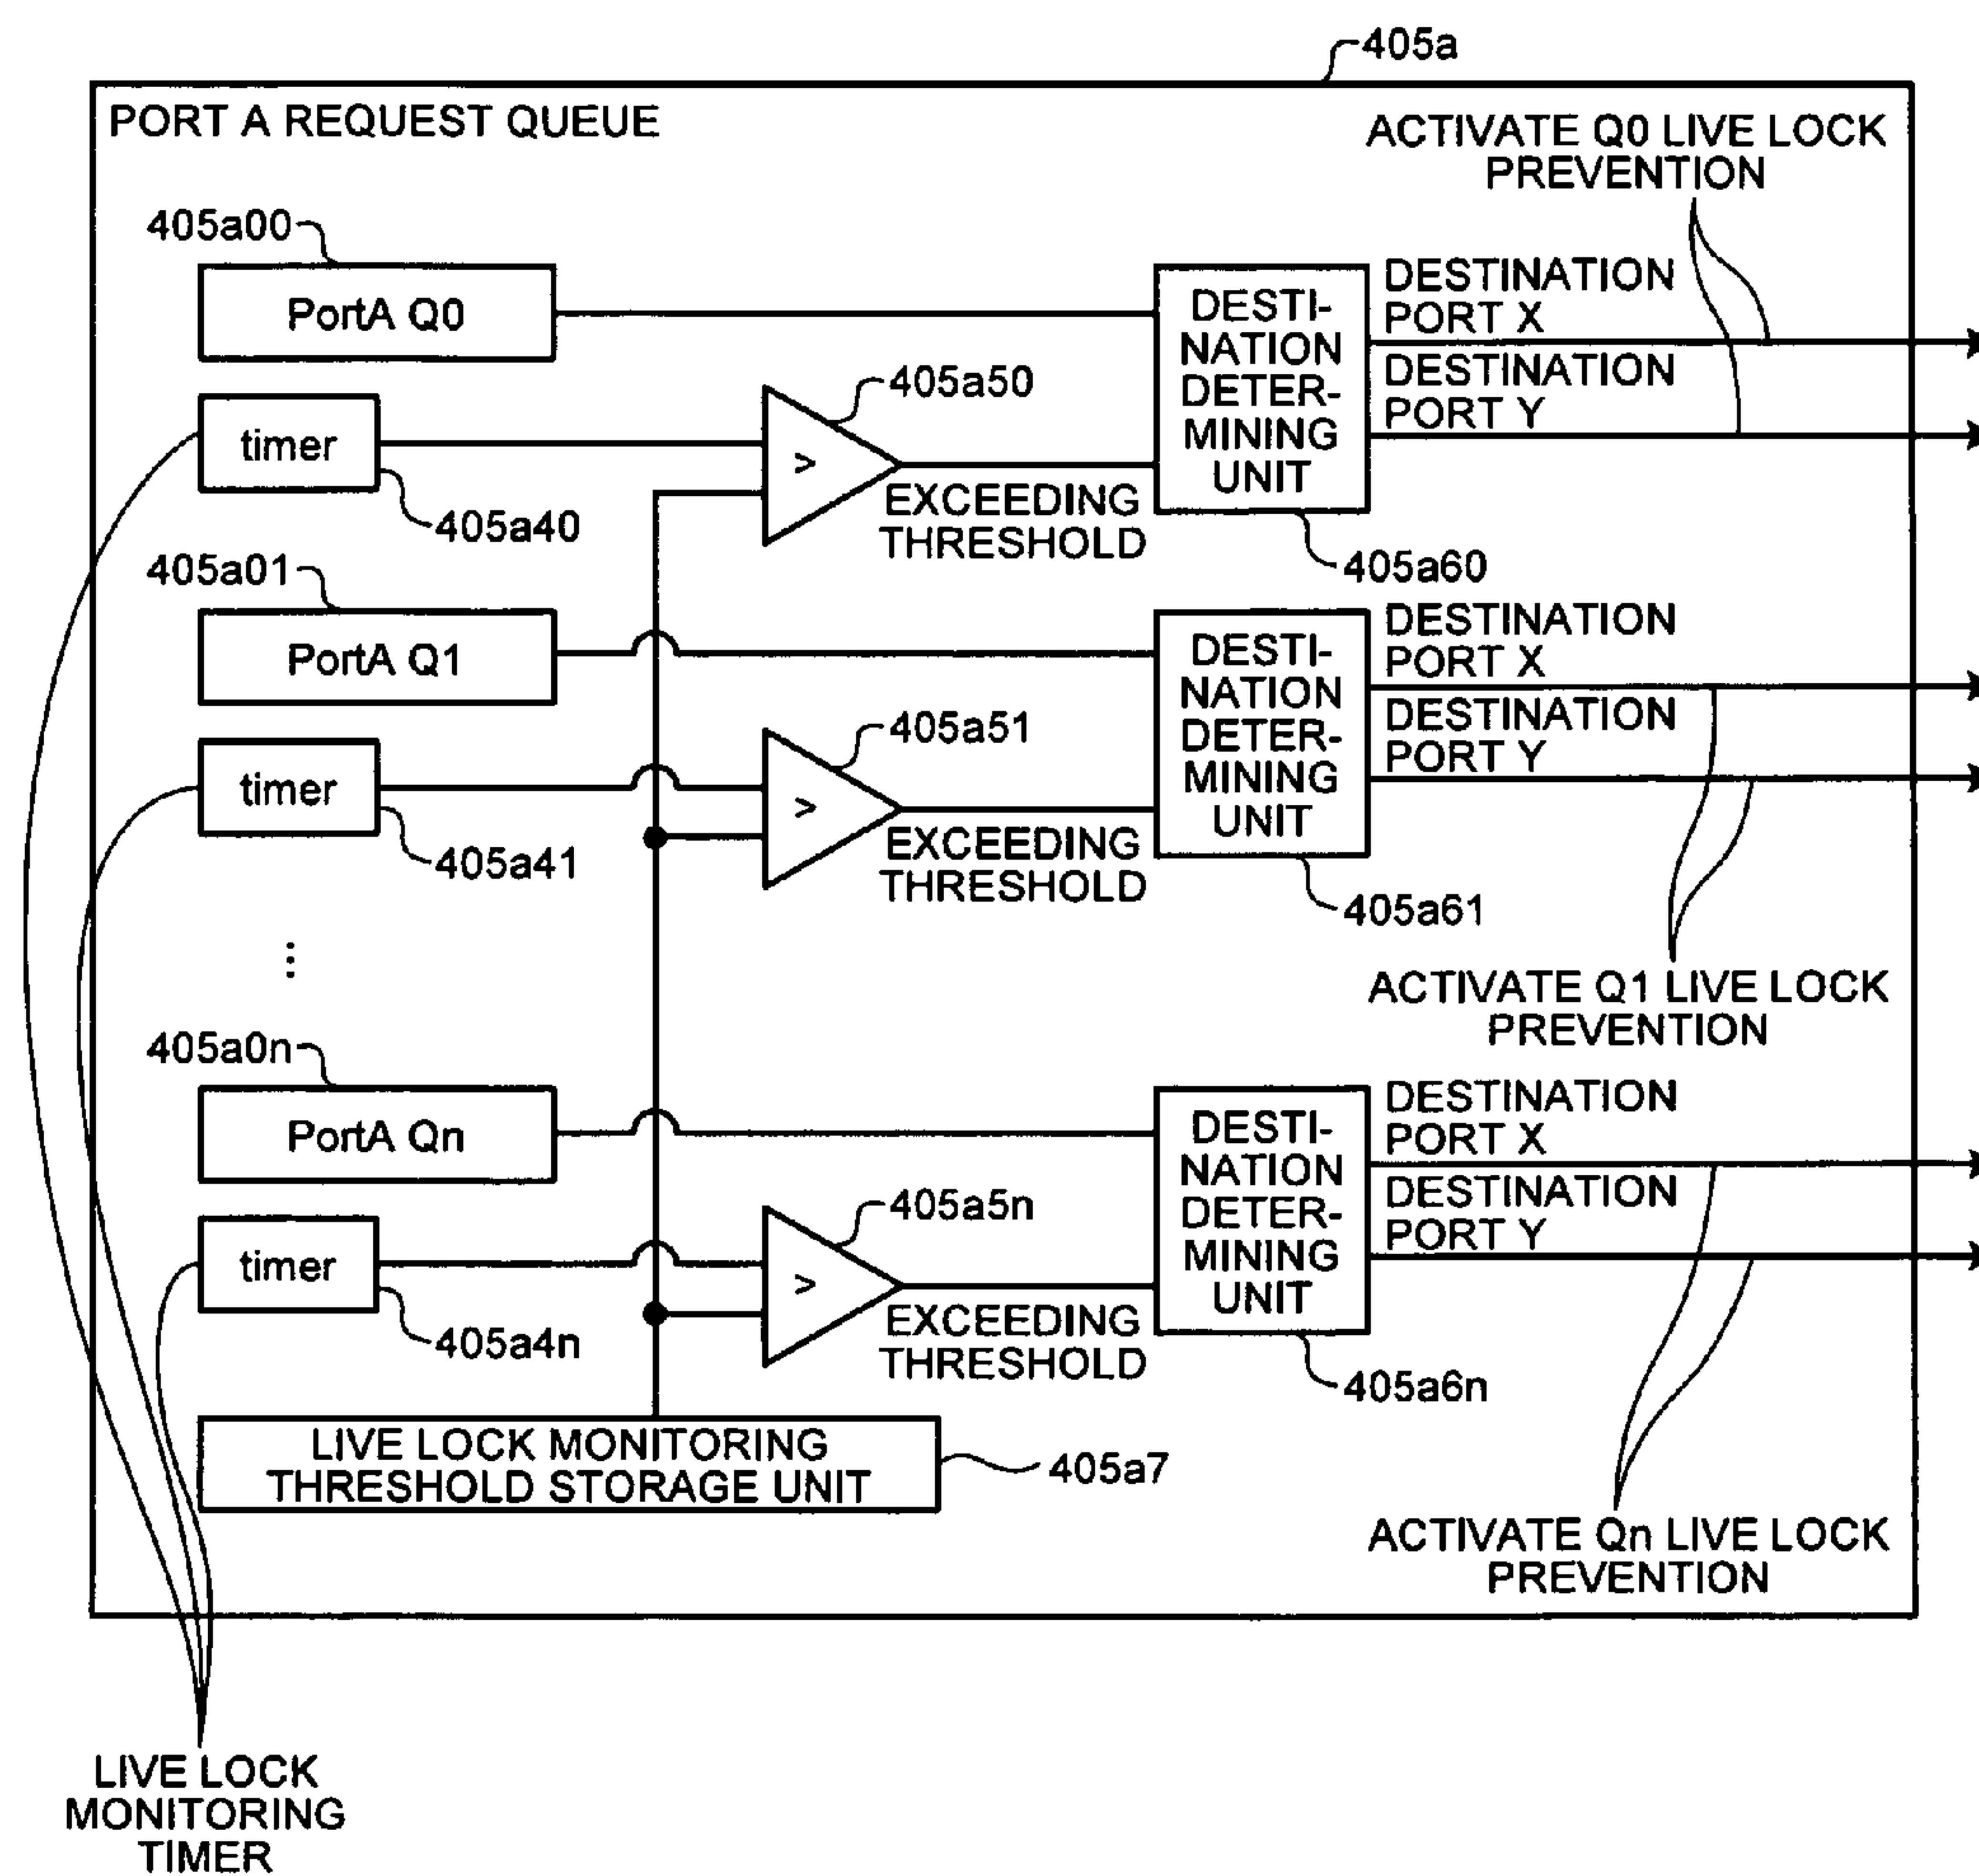 405a
PORT A REQUEST QUEUE
ACTIVATE Q0 LIVE LOCK
PREVENTION
405a00
PortA Q0
DESTI-
NATION
DETER-
MINING
UNIT
DESTINATION
PORT X
DESTINATION
PORT Y
405a50
timer
>
405a40
EXCEEDING
THRESHOLD
405a60
405a01
PortA Q1
DESTI-
NATION
DETER-
MINING
UNIT
DESTINATION
PORT X
DESTINATION
PORT Y
405a51
timer
>
405a41
EXCEEDING
THRESHOLD
405a61
...
ACTIVATE Q1 LIVE LOCK
PREVENTION
405a0n
PortA Qn
DESTI-
NATION
DETER-
MINING
UNIT
DESTINATION
PORT X
DESTINATION
PORT Y
405a5n
timer
>
405a4n
EXCEEDING
THRESHOLD
405a6n
LIVE LOCK MONITORING
THRESHOLD STORAGE UNIT
405a7
ACTIVATE Qn LIVE LOCK
PREVENTION
LIVE LOCK
MONITORING
TIMER